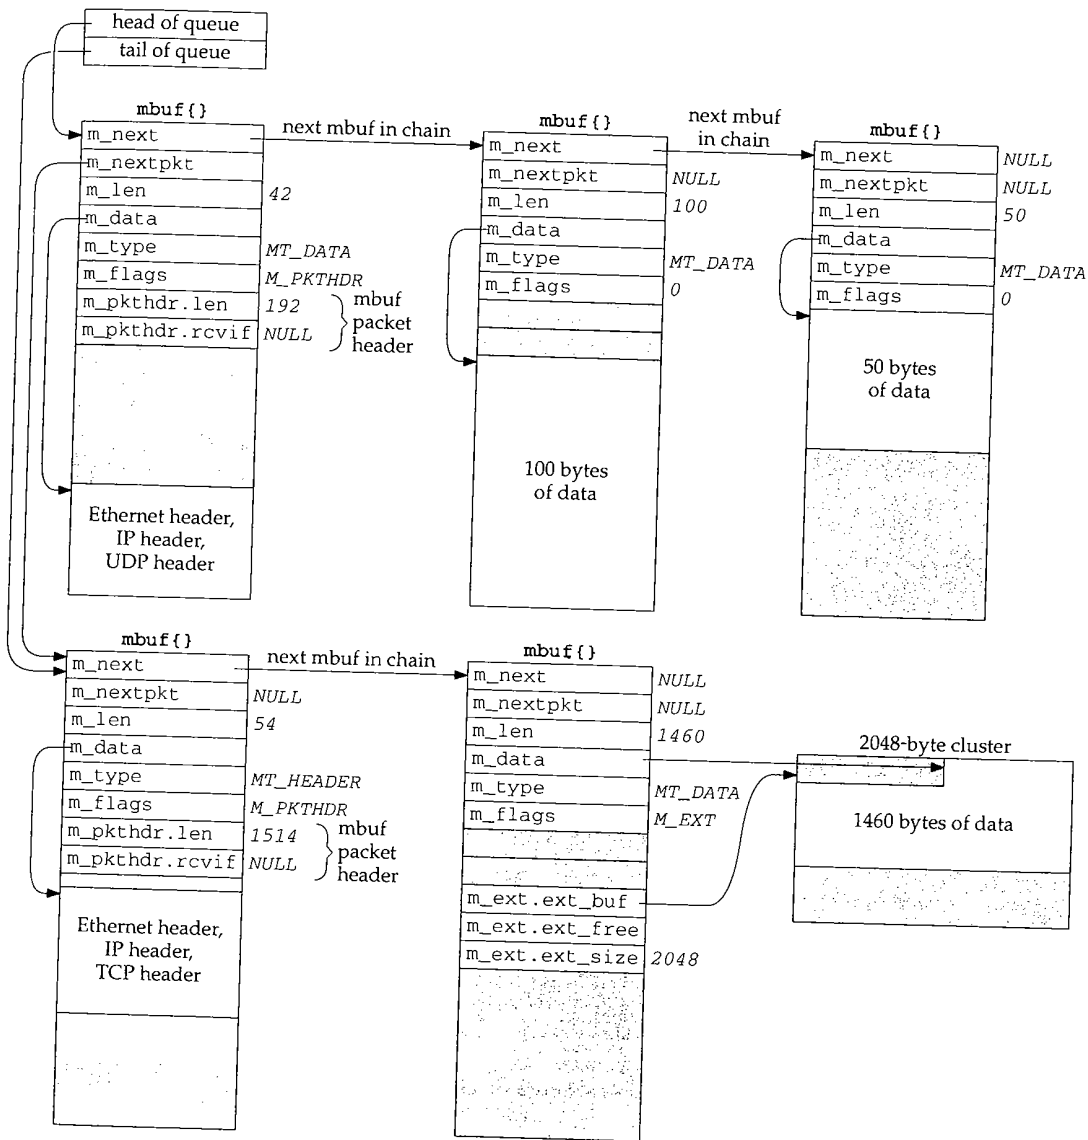 head of queue
tail of queue
mbuf{}
m_next
m_nextpkt
m_len 42
m_data
m_type MT_DATA
m_flags M_PKTHDR
m_pkthdr.len 192
m_pkthdr.rcvif NULL
mbuf
packet
header
Ethernet header,
IP header,
UDP header
next mbuf in chain
mbuf{}
m_next
m_nextpkt NULL
m_len 100
m_data
m_type MT_DATA
m_flags 0
100 bytes
of data
next mbuf
in chain
mbuf{}
m_next NULL
m_nextpkt NULL
m_len 50
m_data
m_type MT_DATA
m_flags 0
50 bytes
of data
mbuf{}
m_next
m_nextpkt NULL
m_len 54
m_data
m_type MT_HEADER
m_flags M_PKTHDR
m_pkthdr.len 1514
m_pkthdr.rcvif NULL
mbuf
packet
header
Ethernet header,
IP header,
TCP header
next mbuf in chain
mbuf{}
m_next NULL
m_nextpkt NULL
m_len 1460
m_data
m_type MT_DATA
m_flags M_EXT
m_ext.ext_buf
m_ext.ext_free
m_ext.ext_size 2048
2048-byte cluster
1460 bytes of data